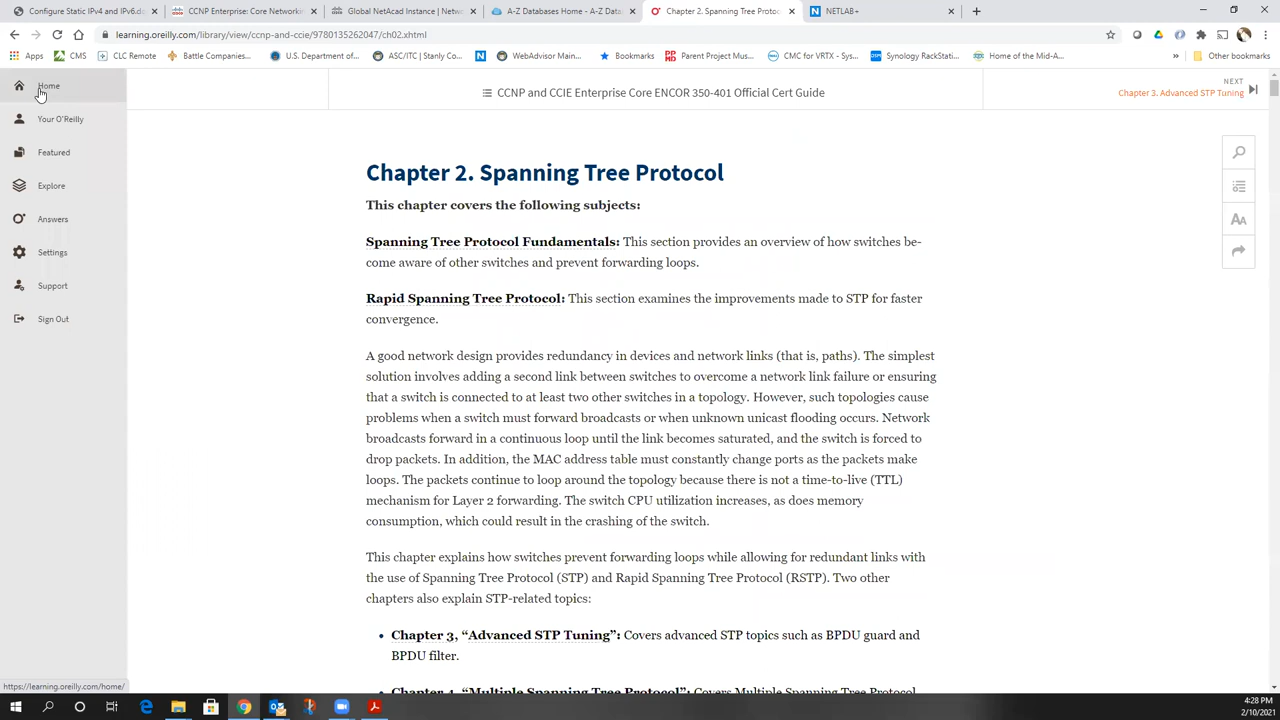 Configure Static IPv4 and IPv6.do
CCNP Enterprise: Core Networkin
Global NetAcad Instance | Netwo
A-Z Databases Home - A-Z Data
Chapter 2. Spanning Tree Protoc
NETLAB+
learning.oreilly.com/library/view/ccnp-and-ccie/9780135262047/ch02.xhtml
Apps
CMS
CLC Remote
Battle Companies...
U.S. Department of...
ASC/ITC | Stanly Co...
WebAdvisor Main...
Bookmarks
Parent Project Mus...
CMC for VRTX - Sys...
Synology RackStati...
Home of the Mid-A...
»
Other bookmarks
Home
Your O'Reilly
Featured
Explore
Answers
Settings
Support
Sign Out
CCNP and CCIE Enterprise Core ENCOR 350-401 Official Cert Guide
NEXT
Chapter 3. Advanced STP Tuning
Chapter 2. Spanning Tree Protocol
This chapter covers the following subjects:
Spanning Tree Protocol Fundamentals: This section provides an overview of how switches be-
come aware of other switches and prevent forwarding loops.
Rapid Spanning Tree Protocol: This section examines the improvements made to STP for faster
convergence.
A good network design provides redundancy in devices and network links (that is, paths). The simplest
solution involves adding a second link between switches to overcome a network link failure or ensuring
that a switch is connected to at least two other switches in a topology. However, such topologies cause
problems when a switch must forward broadcasts or when unknown unicast flooding occurs. Network
broadcasts forward in a continuous loop until the link becomes saturated, and the switch is forced to
drop packets. In addition, the MAC address table must constantly change ports as the packets make
loops. The packets continue to loop around the topology because there is not a time-to-live (TTL)
mechanism for Layer 2 forwarding. The switch CPU utilization increases, as does memory
consumption, which could result in the crashing of the switch.
This chapter explains how switches prevent forwarding loops while allowing for redundant links with
the use of Spanning Tree Protocol (STP) and Rapid Spanning Tree Protocol (RSTP). Two other
chapters also explain STP-related topics:
• Chapter 3, “Advanced STP Tuning”: Covers advanced STP topics such as BPDU guard and
BPDU filter.
• Chapter 4, “Multiple Spanning Tree Protocol”: Covers Multiple Spanning Tree Protocol
AA
https://learning.oreilly.com/home/
4:28 PM
2/10/2021